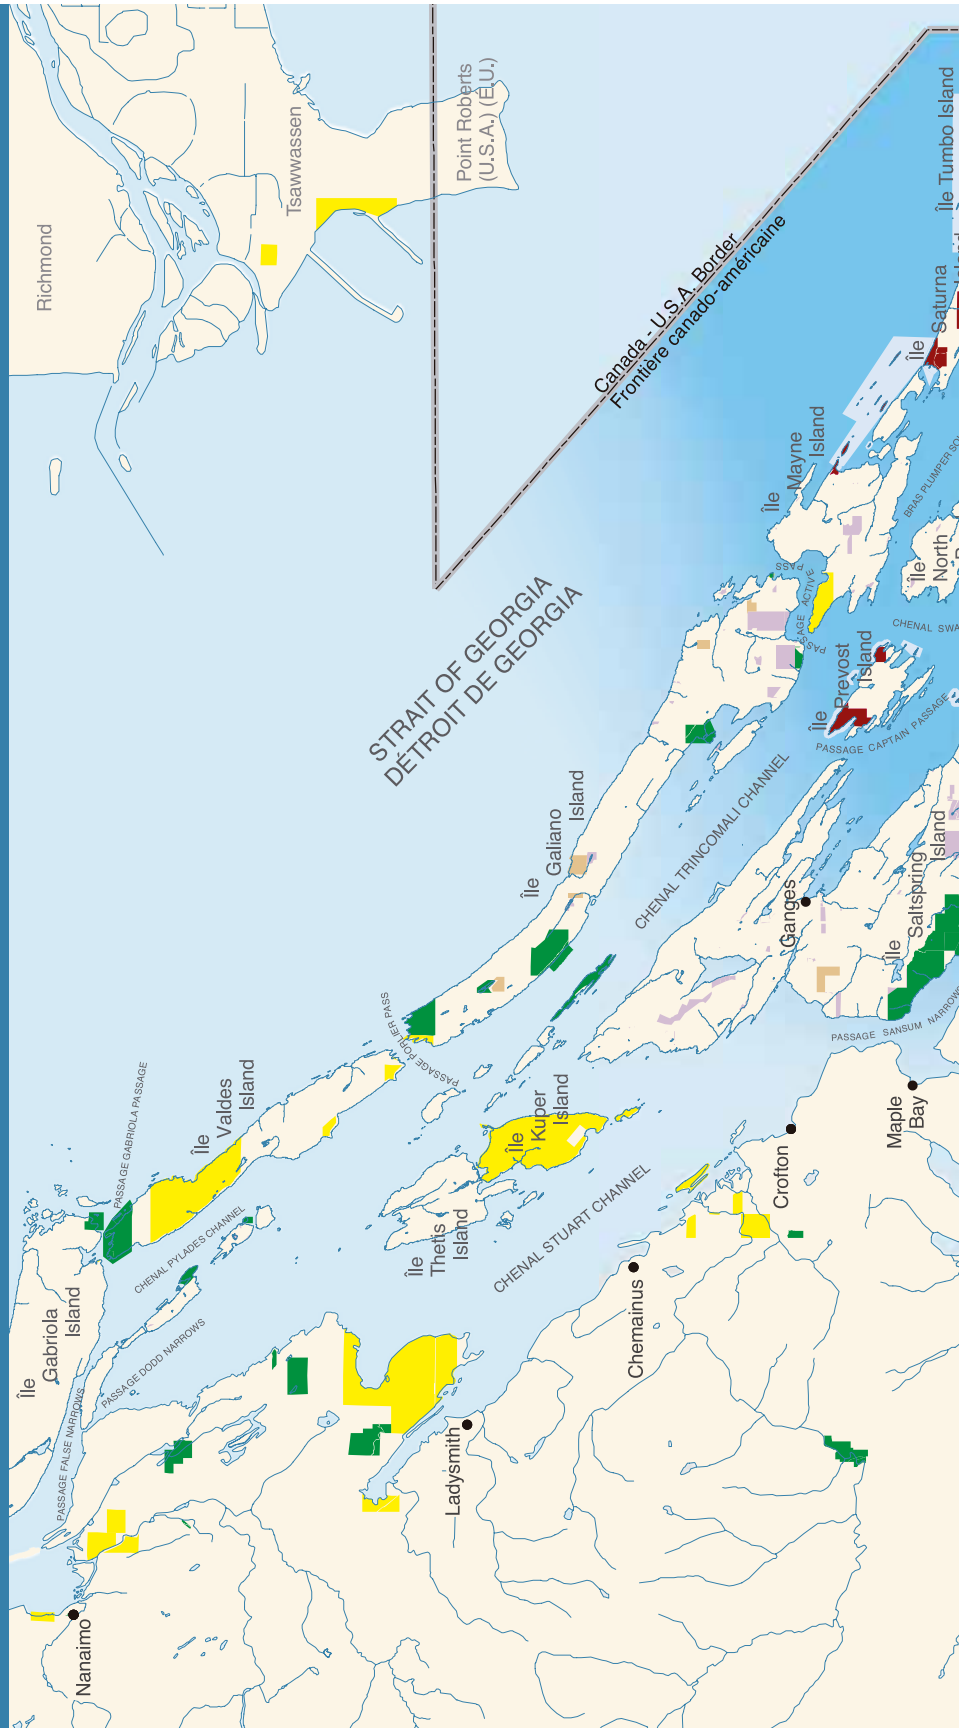 Richmond
Tsawwassen
Point Roberts
(U.S.A.) (E.U.)
Canada - U.S.A. Border
Frontière canado-américaine
Île Tumbo Island
Île Saturna
Île Mayne
Island
BRAS PLUMPER
Île
North
CHENAL
PASSAGE ACTIVE
PASS
Île Prevost
Island
PASSAGE CAPTAIN PASSAGE
STRAIT OF GEORGIA
DÉTROIT DE GEORGIA
Île
Galiano
Island
CHENAL TRINCOMALI CHANNEL
Ganges
Île
Saltspring
Island
PASSAGE SANSUM NARROWS
PASSAGE PORLIER PASS
PASSAGE GABRIOLA PASSAGE
Île
Valdes
Island
Île
Kuper
Island
Maple
Bay
Crofton
CHENAL PYLADES CHANNEL
Île
Thetis
Island
CHENAL STUART CHANNEL
Chemainus
Île
Gabriola
Island
PASSAGE DODD NARROWS
PASSAGE FALSE NARROWS
Ladysmith
Nanaimo